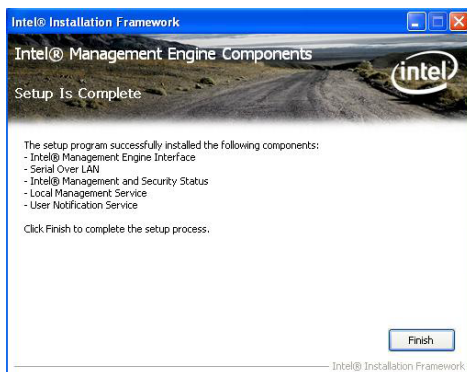 Intel® Installation Framework
Intel® Management Engine Components
Setup Is Complete
intel
The setup program successfully installed the following components:
- Intel® Management Engine Interface
- Serial Over LAN
- Intel® Management and Security Status
- Local Management Service
- User Notification Service
Click Finish to complete the setup process.
Finish
Intel® Installation Framework